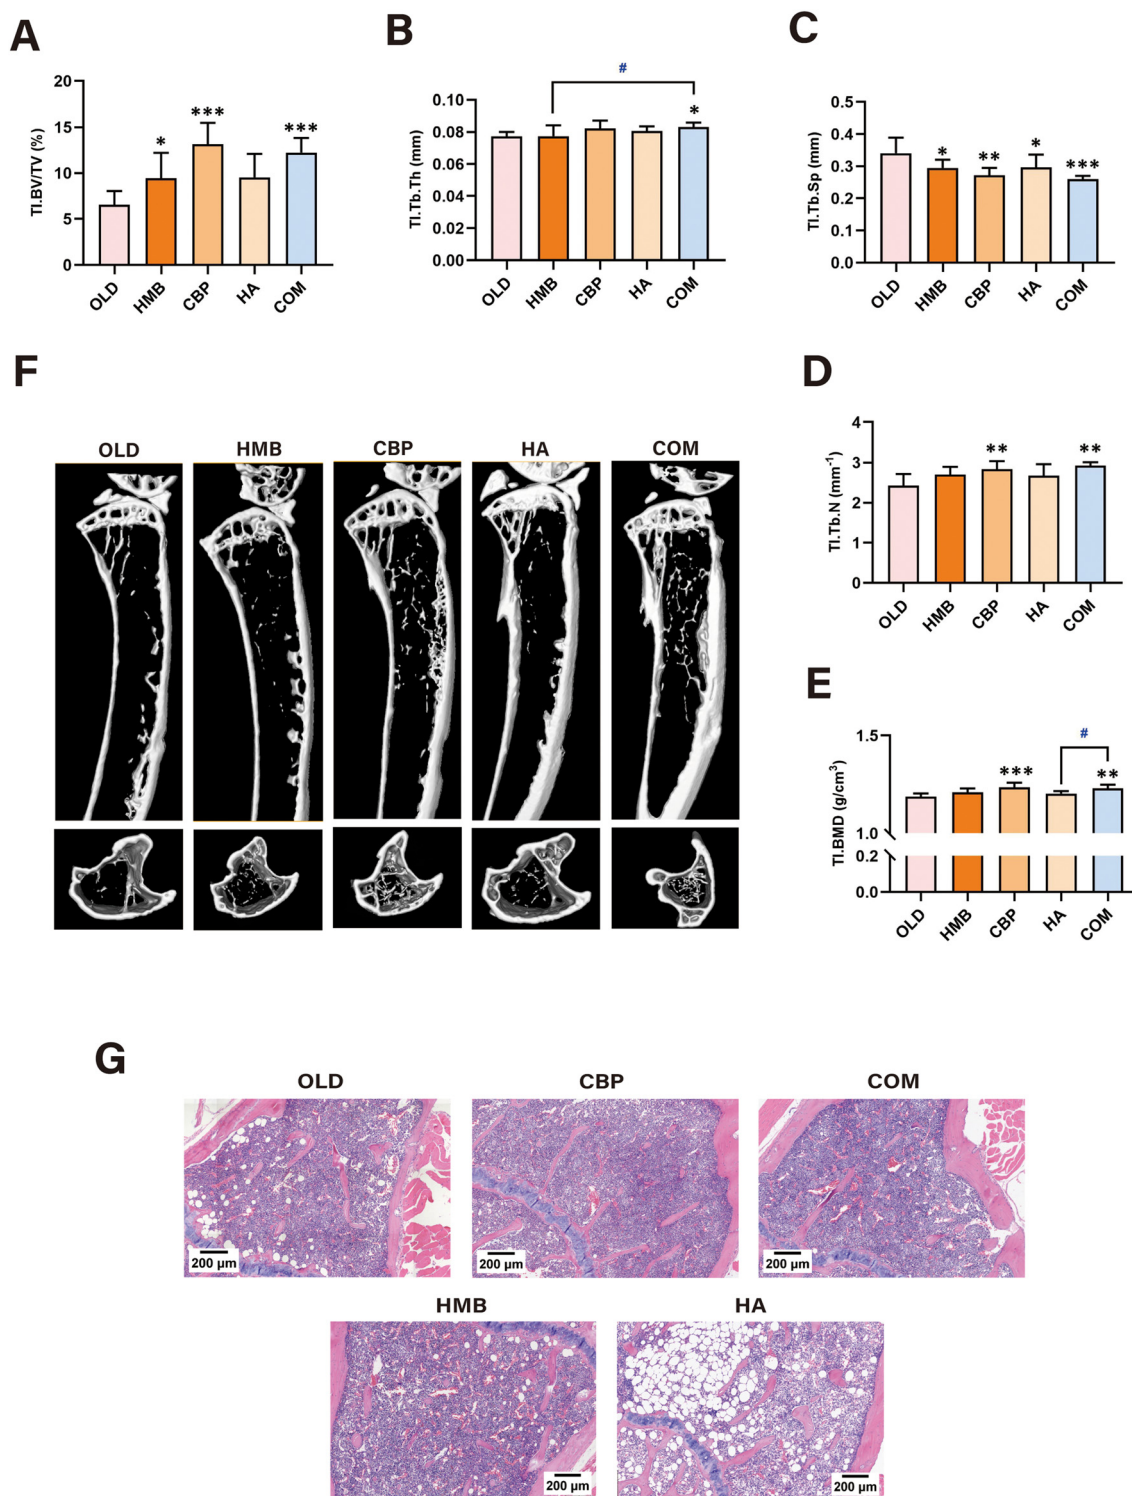 A
TI.BV/TV (%)
20
15
10
5
0
* *** ***
OLD HMB CBP HA COM
B
TI.Tb.Th (mm)
0.10
0.08
0.06
0.04
0.02
0.00
#
*
OLD HMB CBP HA COM
C
TI.Tb.Sp (mm)
0.5
0.4
0.3
0.2
0.1
0.0
* ** * ***
OLD HMB CBP HA COM
F
OLD HMB CBP HA COM
D
TI.Tb.N (mm⁻¹)
4
3
2
1
0
** **
OLD HMB CBP HA COM
E
TI.BMD (g/cm³)
1.5
1.0
0.2
0.0
#
*** **
OLD HMB CBP HA COM
G
OLD CBP COM
200 µm 200 µm 200 µm
HMB HA
200 µm 200 µm